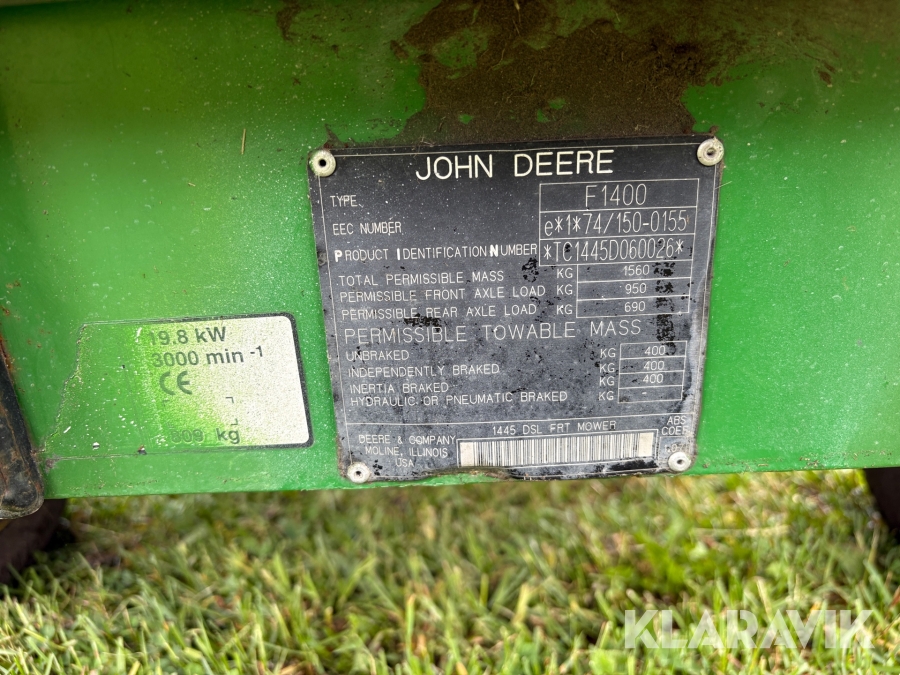 JOHN DEERE
TYPE F1400
EEC NUMBER e*1*74/150-0155
PRODUCT IDENTIFICATION NUMBER *TC1445D060026*
TOTAL PERMISSIBLE MASS KG 1560
PERMISSIBLE FRONT AXLE LOAD KG 950
PERMISSIBLE REAR AXLE LOAD KG 690
PERMISSIBLE TOWABLE MASS
UNBRAKED KG 400
INDEPENDENTLY BRAKED KG 400
INERTIA BRAKED KG 400
HYDRAULIC OR PNEUMATIC BRAKED KG -
1445 DSL FRT MOWER
DEERE & COMPANY
MOLINE, ILLINOIS
USA
19.8 kW
3000 min -1
CE
809 kg
KLARAVIK